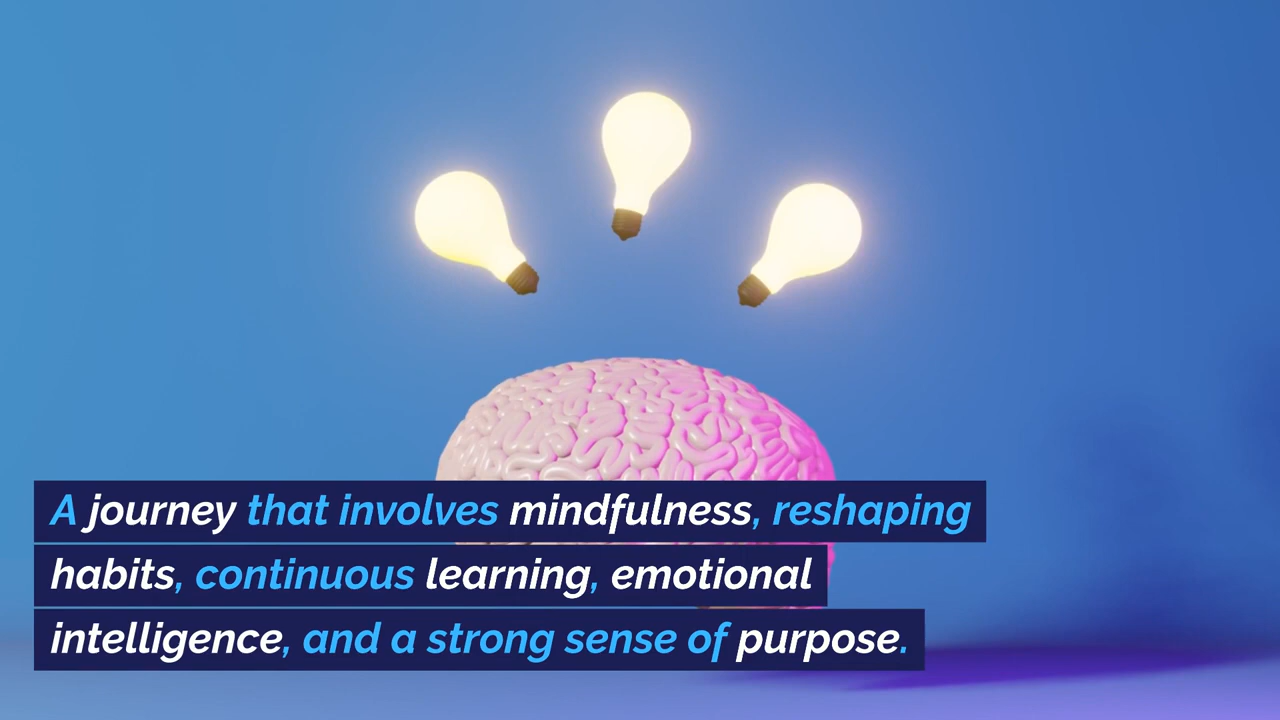 A journey that involves mindfulness, reshaping
habits, continuous learning, emotional
intelligence, and a strong sense of purpose.